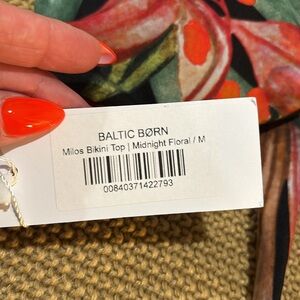 BALTIC BØRN
Milos Bikini Top | Midnight Floral / M
00840371422793